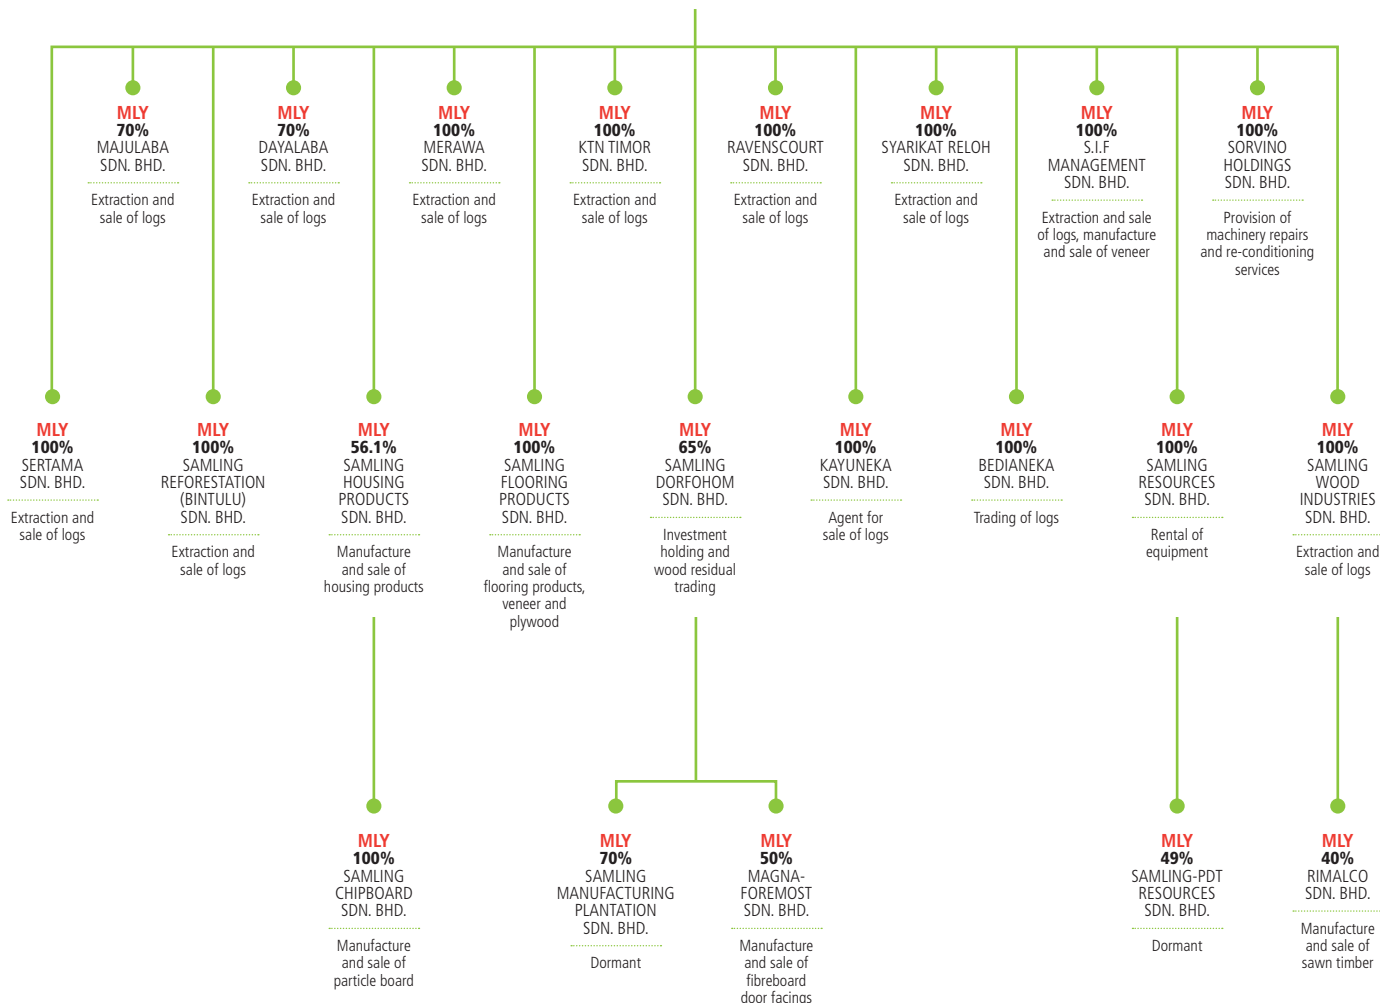 MLY
70%
MAJULABA
SDN. BHD.
Extraction and
sale of logs
MLY
70%
DAYALABA
SDN. BHD.
Extraction and
sale of logs
MLY
100%
MERAWA
SDN. BHD.
Extraction and
sale of logs
MLY
100%
KTN TIMOR
SDN. BHD.
Extraction and
sale of logs
MLY
100%
RAVENSCOURT
SDN. BHD.
Extraction and
sale of logs
MLY
100%
SYARIKAT RELOH
SDN. BHD.
Extraction and
sale of logs
MLY
100%
S.I.F
MANAGEMENT
SDN. BHD.
Extraction and sale
of logs, manufacture
and sale of veneer
MLY
100%
SORVINO
HOLDINGS
SDN. BHD.
Provision of
machinery repairs
and re-conditioning
services
MLY
100%
SERTAMA
SDN. BHD.
Extraction and
sale of logs
MLY
100%
SAMLING
REFORESTATION
(BINTULU)
SDN. BHD.
Extraction and
sale of logs
MLY
56.1%
SAMLING
HOUSING
PRODUCTS
SDN. BHD.
Manufacture
and sale of
housing products
MLY
100%
SAMLING
FLOORING
PRODUCTS
SDN. BHD.
Manufacture
and sale of
flooring products,
veneer and
plywood
MLY
65%
SAMLING
DORFOHOM
SDN. BHD.
Investment
holding and
wood residual
trading
MLY
100%
KAYUNEKA
SDN. BHD.
Agent for
sale of logs
MLY
100%
BEDIANEKA
SDN. BHD.
Trading of logs
MLY
100%
SAMLING
RESOURCES
SDN. BHD.
Rental of
equipment
MLY
100%
SAMLING
WOOD
INDUSTRIES
SDN. BHD.
Extraction and
sale of logs
MLY
100%
SAMLING
CHIPBOARD
SDN. BHD.
Manufacture
and sale of
particle board
MLY
70%
SAMLING
MANUFACTURING
PLANTATION
SDN. BHD.
Dormant
MLY
50%
MAGNA-
FOREMOST
SDN. BHD.
Manufacture
and sale of
fibreboard
door facings
MLY
49%
SAMLING-PDT
RESOURCES
SDN. BHD.
Dormant
MLY
40%
RIMALCO
SDN. BHD.
Manufacture
and sale of
sawn timber